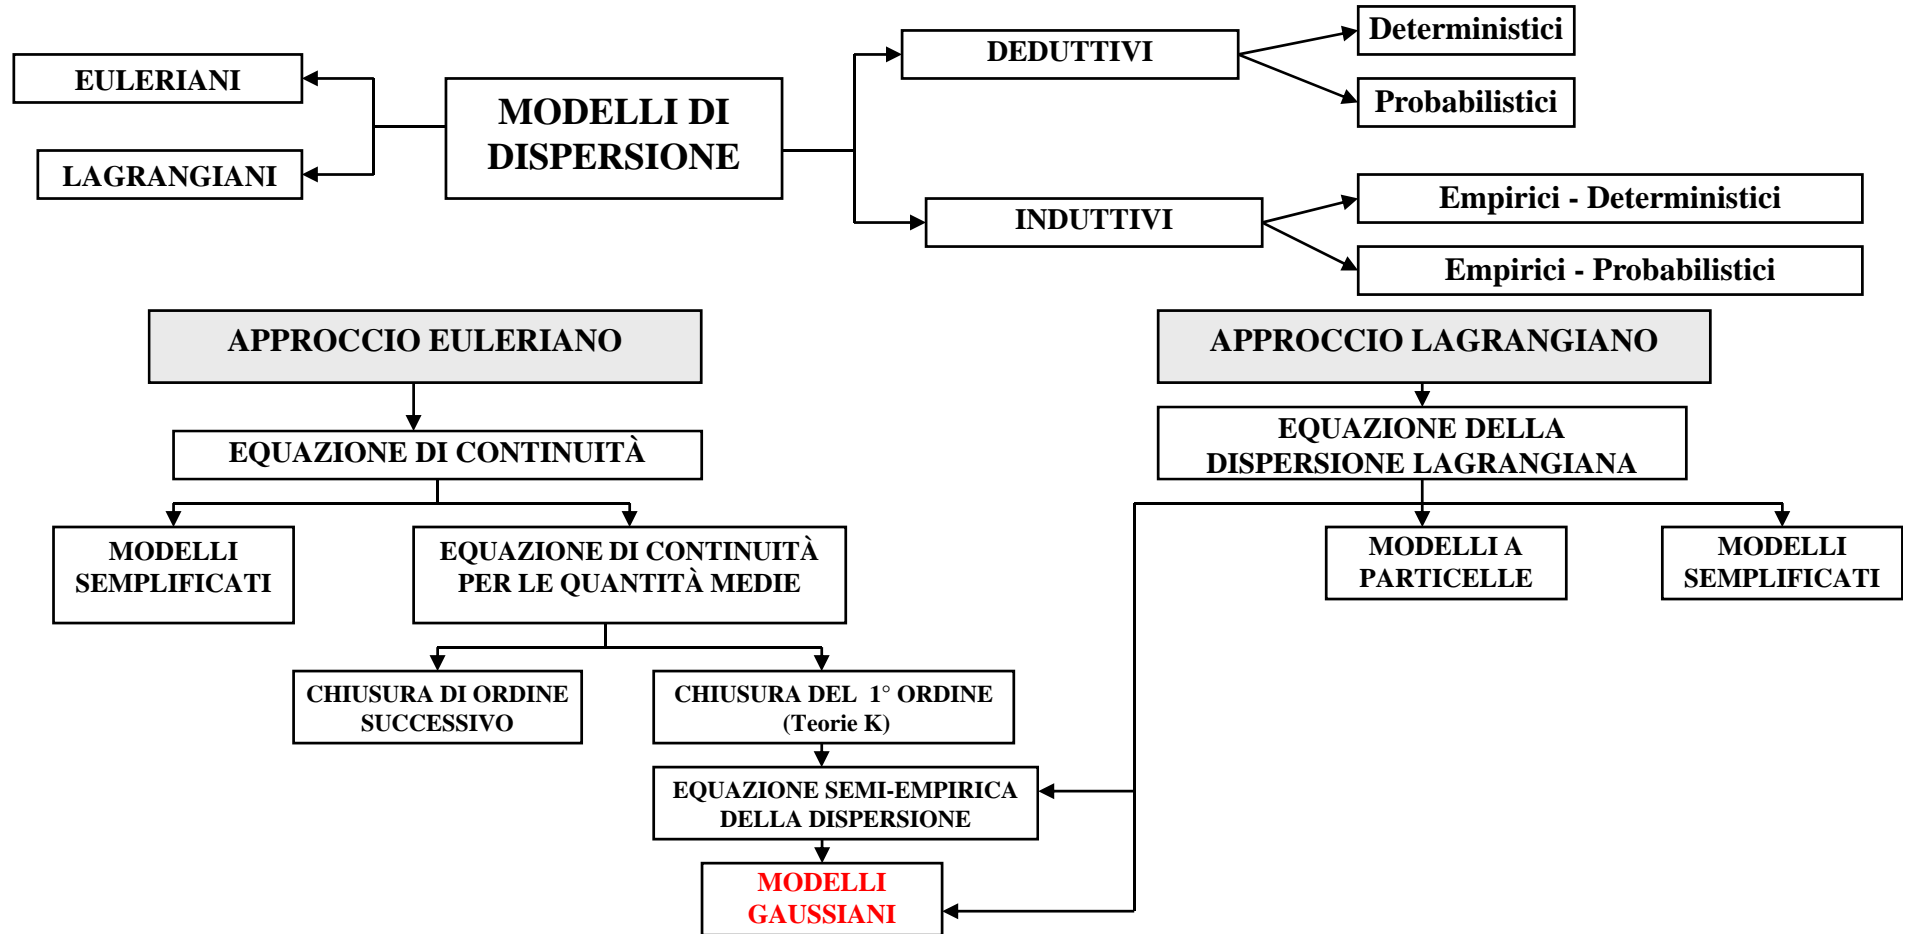 EULERIANI
LAGRANGIANI
MODELLI DI
DISPERSIONE
DEDUTTIVI
Deterministici
Probabilistici
INDUTTIVI
Empirici - Deterministici
Empirici - Probabilistici
APPROCCIO EULERIANO
EQUAZIONE DI CONTINUITÀ
MODELLI
SEMPLIFICATI
EQUAZIONE DI CONTINUITÀ
PER LE QUANTITÀ MEDIE
CHIUSURA DI ORDINE
SUCCESSIVO
CHIUSURA DEL 1° ORDINE
(Teorie K)
EQUAZIONE SEMI-EMPIRICA
DELLA DISPERSIONE
MODELLI
GAUSSIANI
APPROCCIO LAGRANGIANO
EQUAZIONE DELLA
DISPERSIONE LAGRANGIANA
MODELLI A
PARTICELLE
MODELLI
SEMPLIFICATI